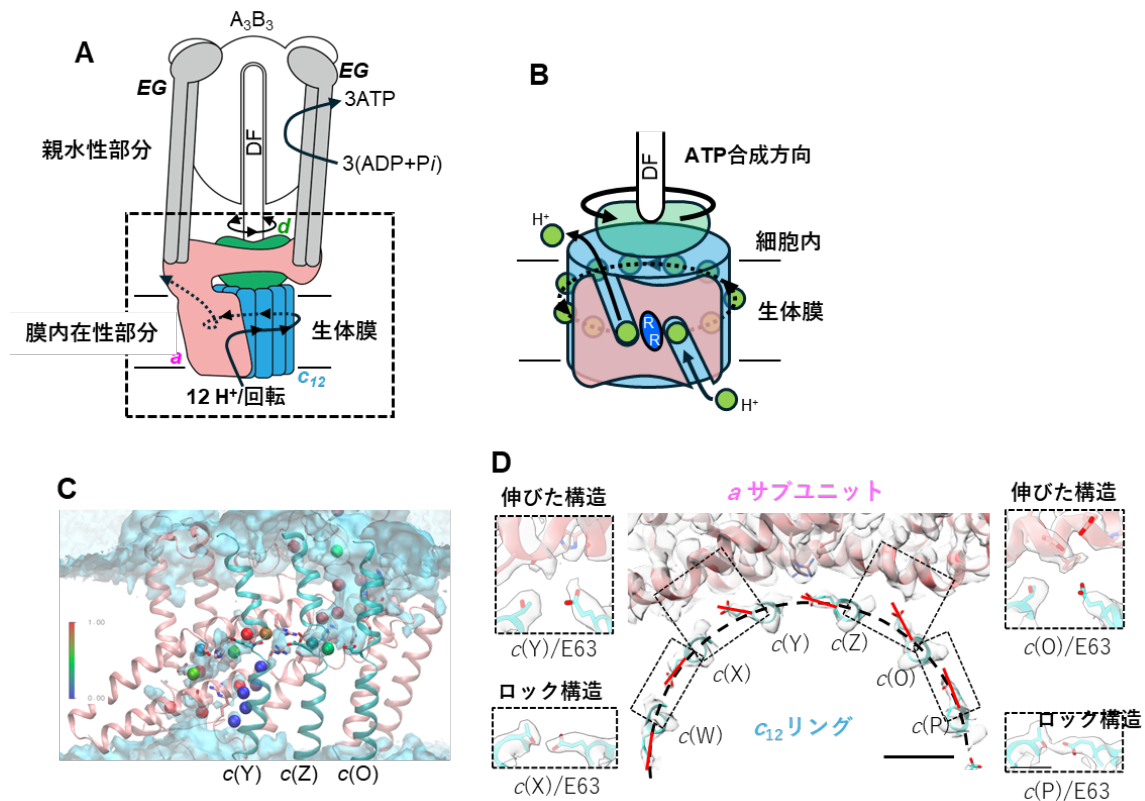 A
A3B3
EG
EG
3ATP
DF
親水性部分
3(ADP+Pi)
d
膜内在性部分
生体膜
a
c12
12 H+/回転
B
DF
ATP合成方向
H+
細胞内
R
R
生体膜
H+
C
1.00
0.00
c(Y)
c(Z)
c(O)
D
伸びた構造
a サブユニット
伸びた構造
c(Y)/E63
c(Y)
c(Z)
c(O)/E63
c(X)
c(O)
ロック構造
c(W)
c12リング
c(P)
ロック構造
c(X)/E63
c(P)/E63